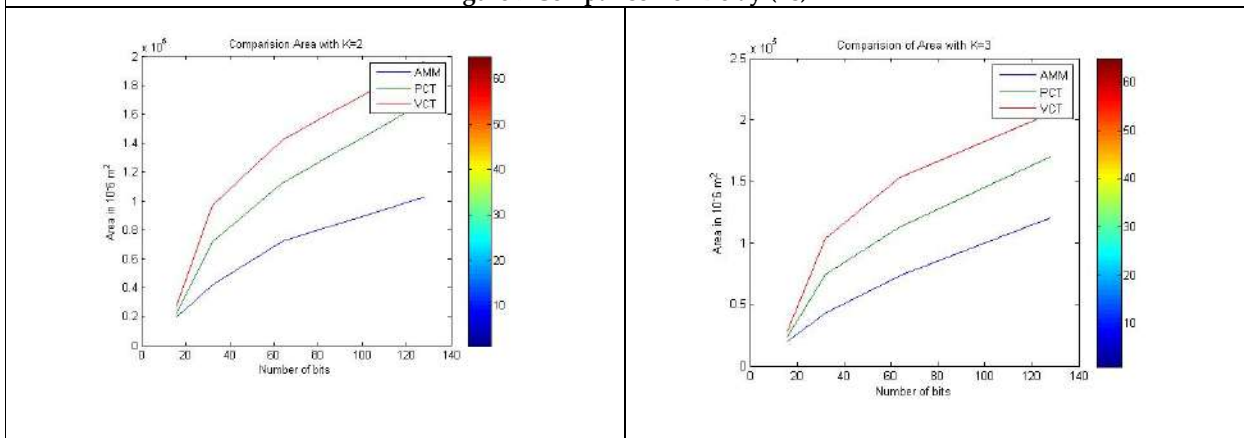 x 10
Comparision Area with K=2
2
1.8
1.6
1.4
1.2
1
0.8
0.6
0.4
0.2
0
0 20 40 60 80 100 120 140
Area in 10-6 m2
Number of bits
AMM
PCT
VCT
60
50
40
30
20
10
x 10
Comparision of Area with K=3
2.5
2
1.5
1
0.5
0
0 20 40 60 80 100 120 140
Area in 10-6 m2
Number of bits
AMM
PCT
VCT
60
50
40
30
20
10